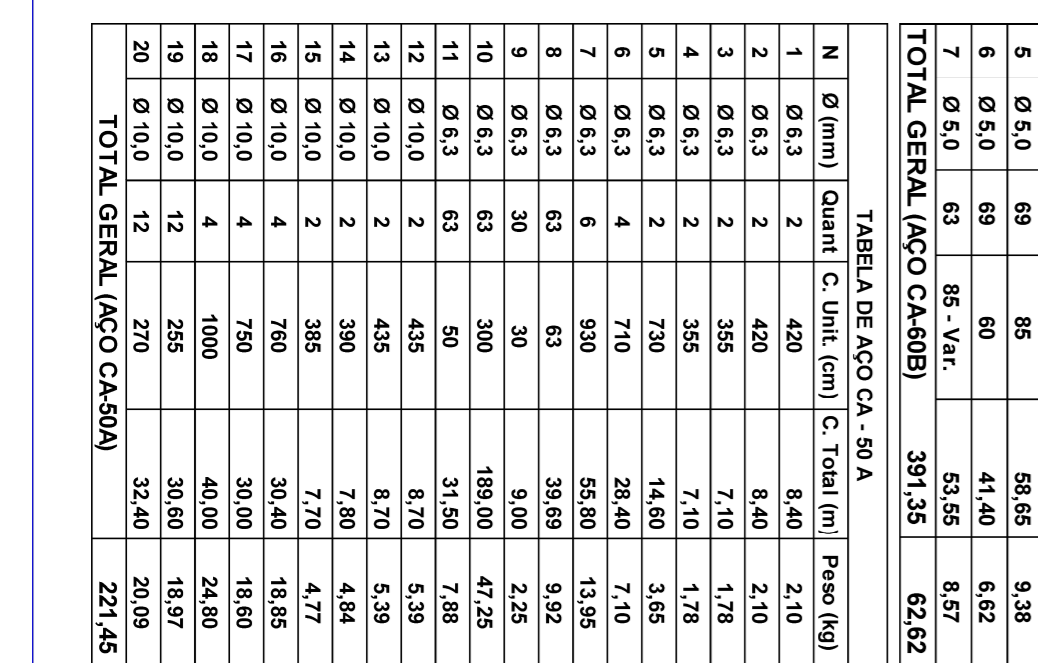 5 Ø 5,0 69 85 58,65 9,38
6 Ø 5,0 69 60 41,40 6,62
7 Ø 5,0 63 85 - Var. 53,55 8,57
TOTAL GERAL (AÇO CA-60B) 391,35 62,62
TABELA DE AÇO CA - 50 A
N Ø (mm) Quant C. Unit. (cm) C. Total (m) Peso (kg)
1 Ø 6,3 2 420 8,40 2,10
2 Ø 6,3 2 420 8,40 2,10
3 Ø 6,3 2 355 7,10 1,78
4 Ø 6,3 2 355 7,10 1,78
5 Ø 6,3 2 730 14,60 3,65
6 Ø 6,3 4 710 28,40 7,10
7 Ø 6,3 6 930 55,80 13,95
8 Ø 6,3 63 63 39,69 9,92
9 Ø 6,3 30 30 9,00 2,25
10 Ø 6,3 63 300 189,00 47,25
11 Ø 6,3 63 50 31,50 7,88
12 Ø 10,0 2 435 8,70 5,39
13 Ø 10,0 2 435 8,70 5,39
14 Ø 10,0 2 390 7,80 4,84
15 Ø 10,0 2 385 7,70 4,77
16 Ø 10,0 4 760 30,40 18,85
17 Ø 10,0 4 750 30,00 18,60
18 Ø 10,0 4 1000 40,00 24,80
19 Ø 10,0 12 255 30,60 18,97
20 Ø 10,0 12 270 32,40 20,09
TOTAL GERAL (AÇO CA-50A) 221,45